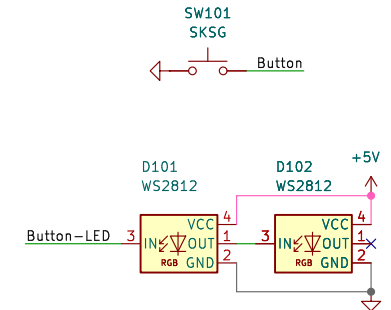 SW101
SKSG
Button
+5V
D101
WS2812
D102
WS2812
VCC 4
VCC 4
Button-LED 3 IN OUT 1
3 IN OUT 1
RGB GND 2
RGB GND 2